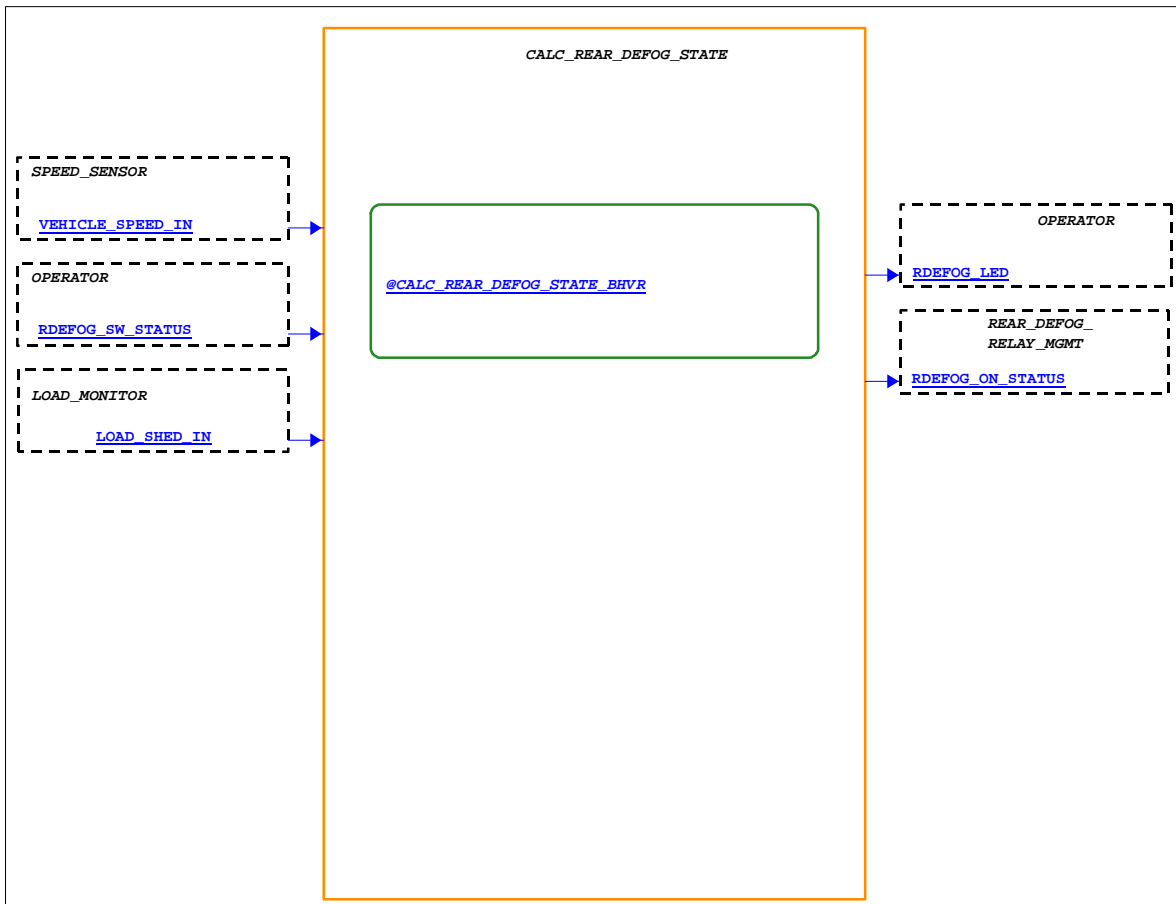 CALC_REAR_DEFOG_STATE
SPEED_SENSOR
VEHICLE_SPEED_IN
OPERATOR
RDEFOG_SW_STATUS
LOAD_MONITOR
LOAD_SHED_IN
@CALC_REAR_DEFOG_STATE_BHVR
OPERATOR
RDEFOG_LED
REAR_DEFOG_
RELAY_MGMT
RDEFOG_ON_STATUS